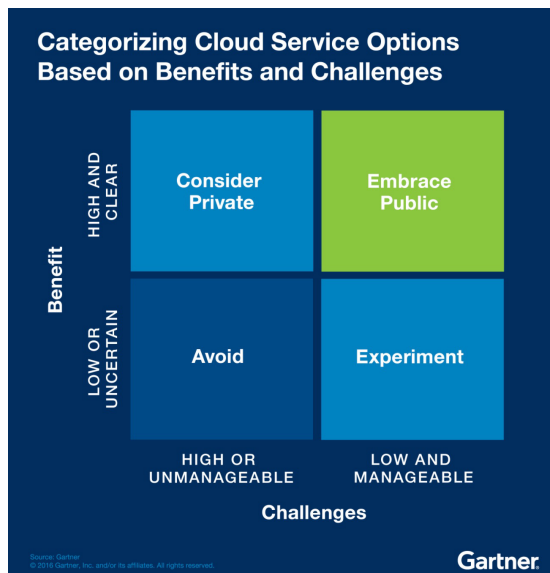 Categorizing Cloud Service Options
Based on Benefits and Challenges
Benefit
HIGH AND
CLEAR
Consider
Private
Embrace
Public
LOW OR
UNCERTAIN
Avoid
Experiment
HIGH OR
UNMANAGEABLE
LOW AND
MANAGEABLE
Challenges
Source: Gartner
© 2016 Gartner, Inc. and/or its affiliates. All rights reserved.
Gartner®